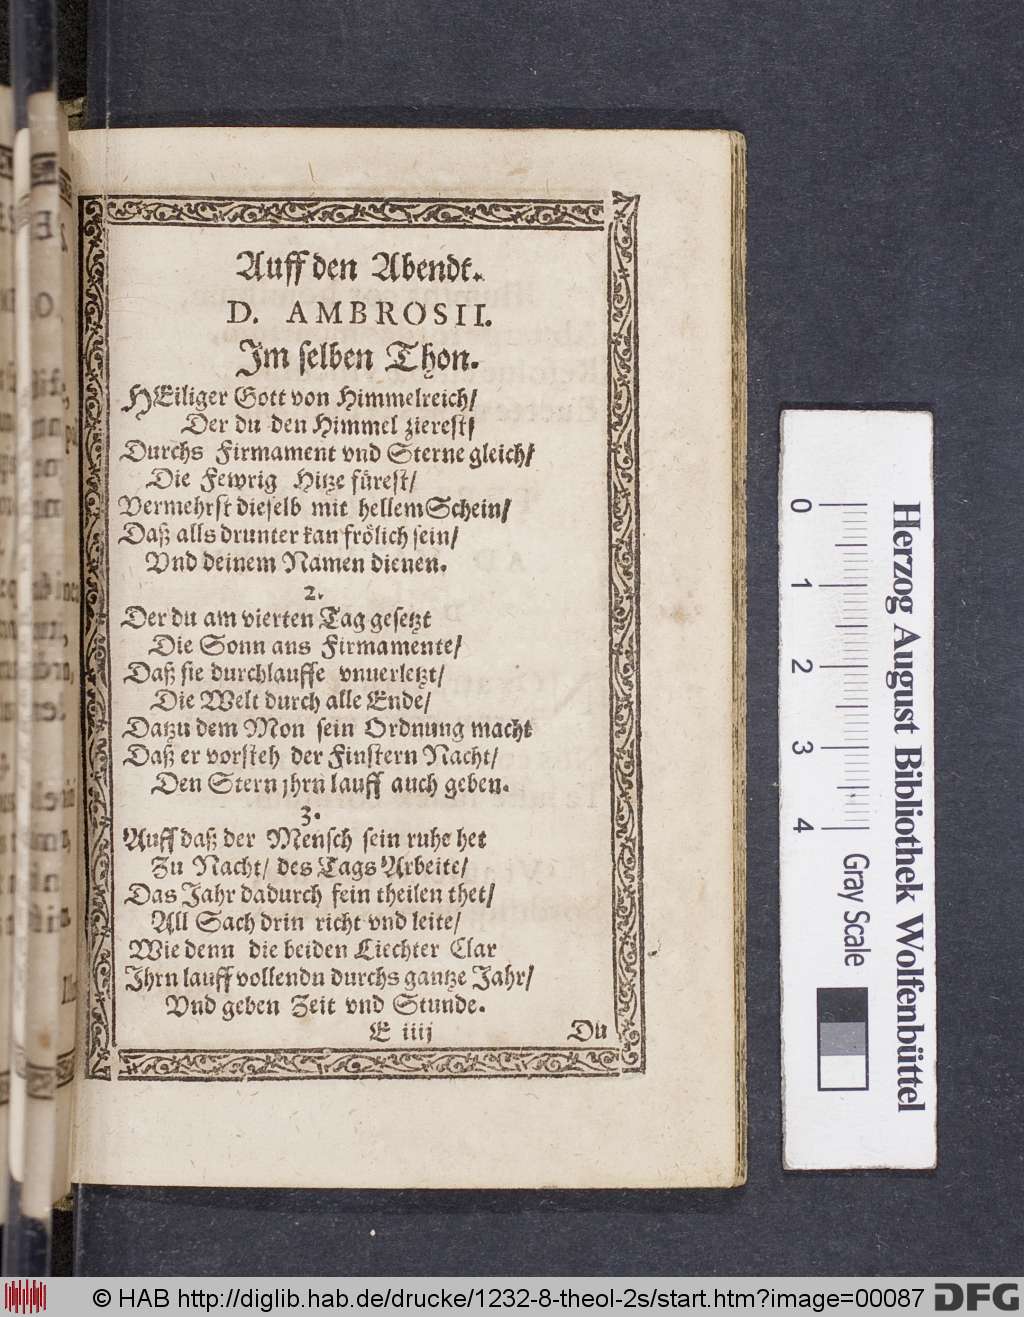 Auff den Abendt.
D. AMBROSII.
Jm selben Thon.
HEiliger Gott von Himmelreich/
Der du den Himmel zierest/
Durchs Firmament vnd Sterne gleich/
Die Fewrig Hitze fürest/
Vermehrst dieselb mit hellem Schein/
Daß alls drunter kan frölich sein/
Vnd deinem Namen dienen.
2.
Der du am vierten Tag gesetzt
Die Sonn ans Firmamente/
Daß sie durchlauffe vnuerletzt/
Die Welt durch alle Ende/
Datzu dem Mon sein Ordnung macht
Daß er vorsteh der Finstern Nacht/
Den Stern jhrn lauff auch geben.
3.
Auff daß der Mensch sein ruhe het
Zu Nacht/ des Tags Arbeite/
Das Jahr dadurch fein theilen thet/
All Sach drin richt vnd leite/
Wie denn die beiden Liechter Clar
Jhrn lauff vollendn durchs gantze Jahr/
Vnd geben Zeit vnd Stunde.
E iiij
Du
Herzog August Bibliothek Wolfenbüttel
0 1 2 3 4
Gray Scale
© HAB http://diglib.hab.de/drucke/1232-8-theol-2s/start.htm?image=00087
DFG